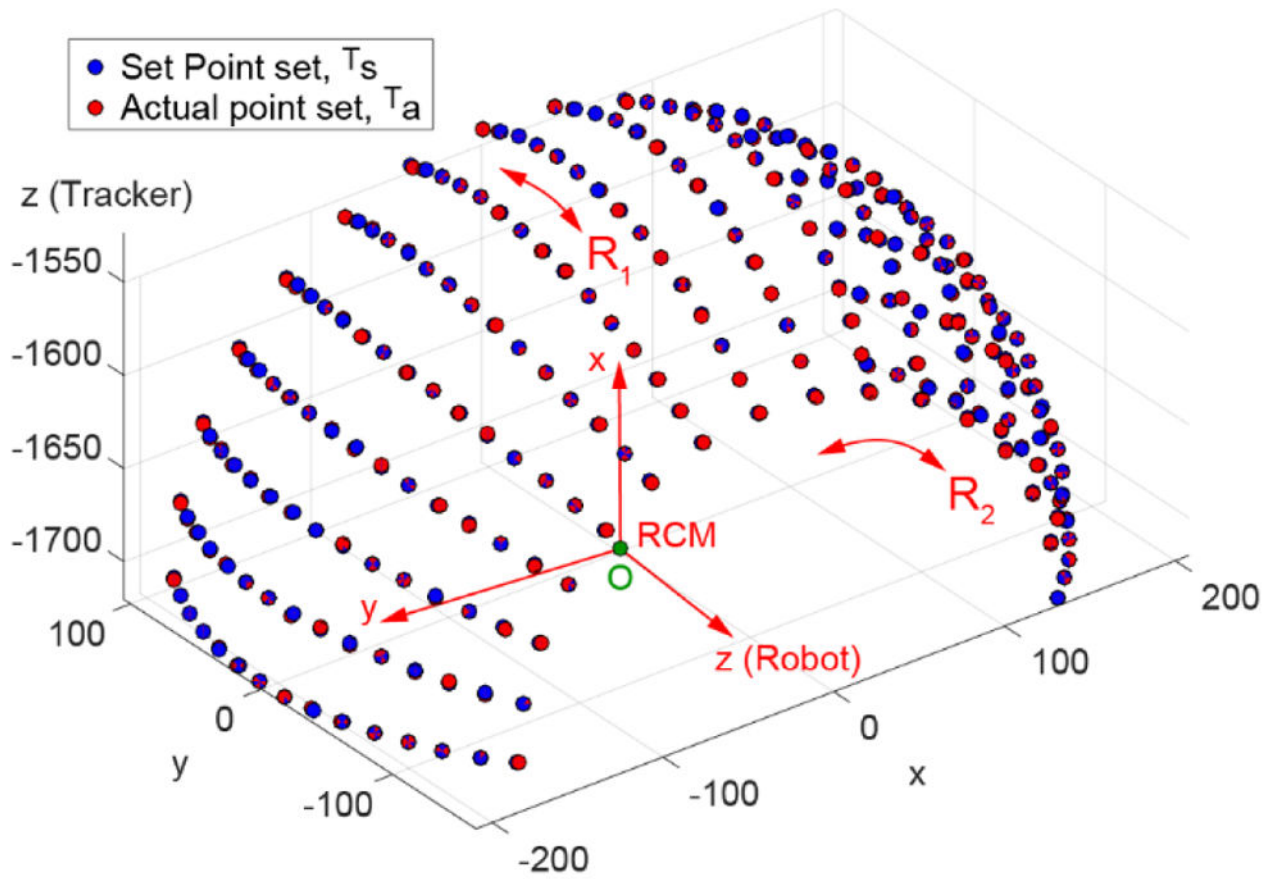 Set Point set, ᵀs
Actual point set, ᵀa
z (Tracker)
-1550
-1600
-1650
-1700
R₁
x
RCM
O
y
z (Robot)
R₂
100
0
-100
y
-200
-100
0
100
200
x